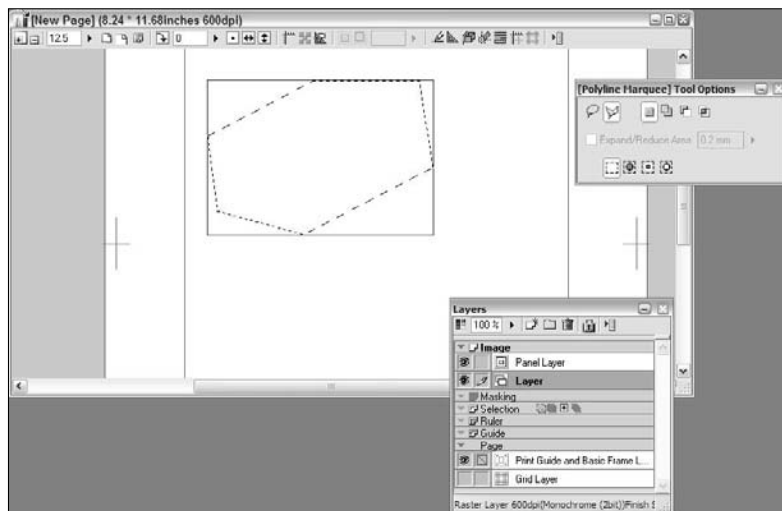 [New Page] (8.24 * 11.68inches 600dpi)
12.5
0
[Polyline Marquee] Tool Options
Expand/Reduce Area 0.2 mm
Layers
100 %
Image
Panel Layer
Layer
Masking
Selection
Ruler
Guide
Page
Print Guide and Basic Frame L...
Grid Layer
Raster Layer 600dpi(Monochrome (2bit))Finish